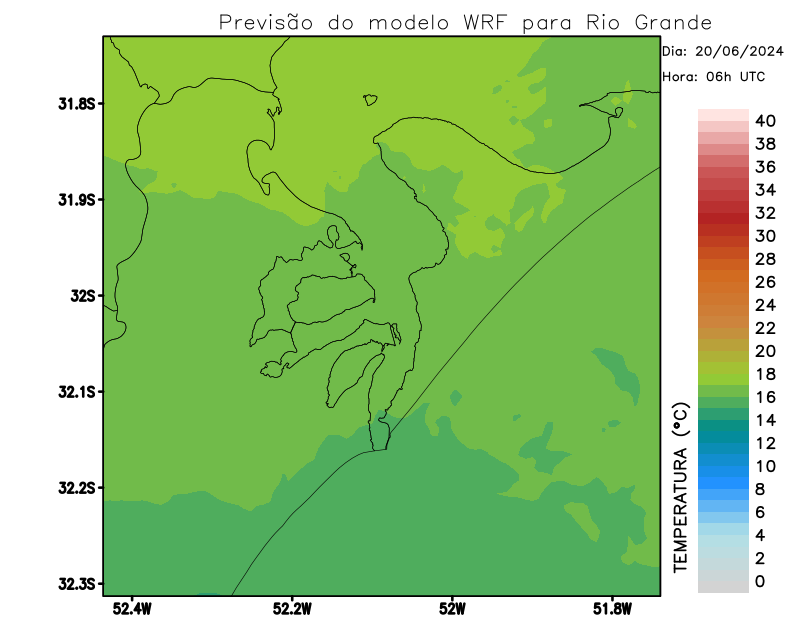 Previsão do modelo WRF para Rio Grande
Dia: 20/06/2024
Hora: 06h UTC
31.8S
31.9S
32S
32.1S
32.2S
32.3S
52.4W
52.2W
52W
51.8W
TEMPERATURA (°C)
40
38
36
34
32
30
28
26
24
22
20
18
16
14
12
10
8
6
4
2
0